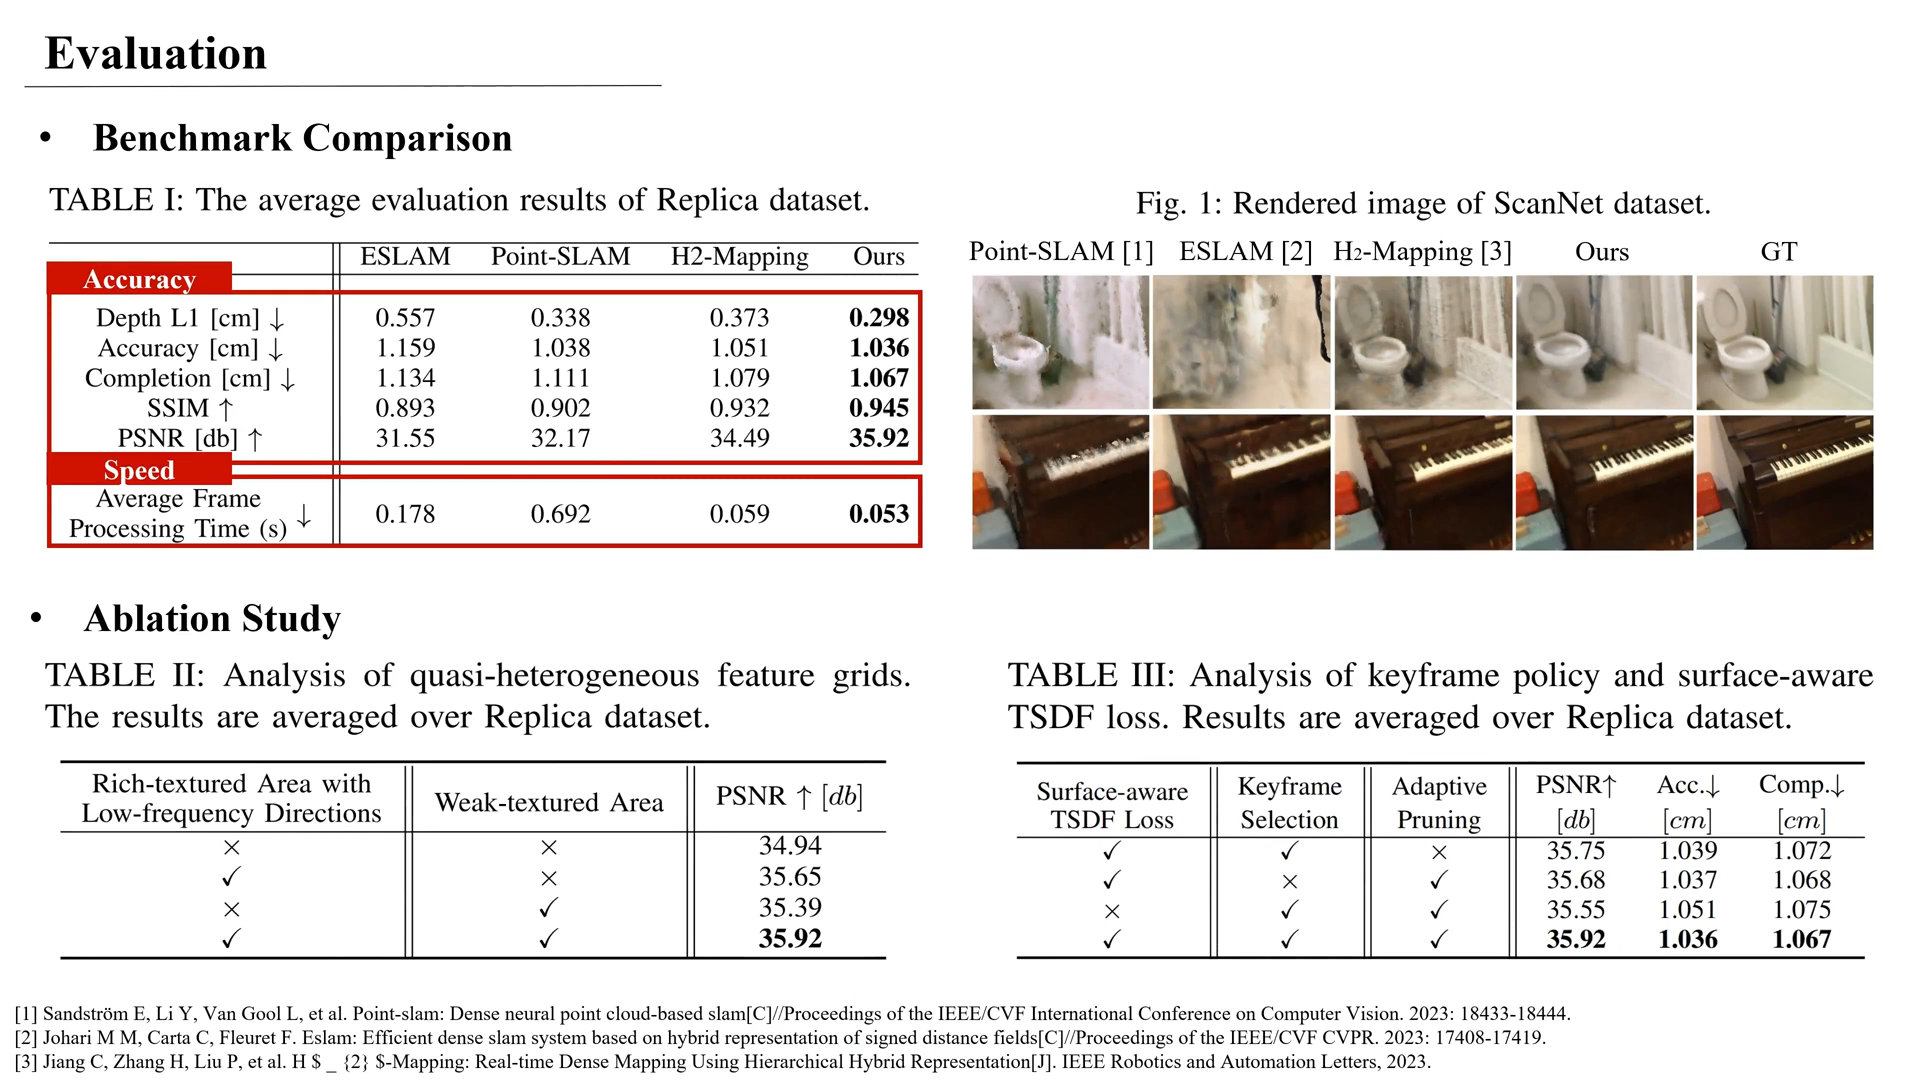 Evaluation
• Benchmark Comparison
TABLE I: The average evaluation results of Replica dataset.
ESLAM Point-SLAM H2-Mapping Ours
Accuracy
Depth L1 [cm] ↓ 0.557 0.338 0.373 0.298
Accuracy [cm] ↓ 1.159 1.038 1.051 1.036
Completion [cm] ↓ 1.134 1.111 1.079 1.067
SSIM ↑ 0.893 0.902 0.932 0.945
PSNR [db] ↑ 31.55 32.17 34.49 35.92
Speed
Average Frame
Processing Time (s) ↓ 0.178 0.692 0.059 0.053
Fig. 1: Rendered image of ScanNet dataset.
Point-SLAM [1] ESLAM [2] H2-Mapping [3] Ours GT
• Ablation Study
TABLE II: Analysis of quasi-heterogeneous feature grids.
The results are averaged over Replica dataset.
Rich-textured Area with
Low-frequency Directions
Weak-textured Area
PSNR ↑ [db]
× × 34.94
✓ × 35.65
× ✓ 35.39
✓ ✓ 35.92
TABLE III: Analysis of keyframe policy and surface-aware
TSDF loss. Results are averaged over Replica dataset.
Surface-aware Keyframe Adaptive PSNR↑ Acc.↓ Comp.↓
TSDF Loss Selection Pruning [db] [cm] [cm]
✓ ✓ × 35.75 1.039 1.072
✓ × ✓ 35.68 1.037 1.068
× ✓ ✓ 35.55 1.051 1.075
✓ ✓ ✓ 35.92 1.036 1.067
[1] Sandström E, Li Y, Van Gool L, et al. Point-slam: Dense neural point cloud-based slam[C]//Proceedings of the IEEE/CVF International Conference on Computer Vision. 2023: 18433-18444.
[2] Johari M M, Carta C, Fleuret F. Eslam: Efficient dense slam system based on hybrid representation of signed distance fields[C]//Proceedings of the IEEE/CVF CVPR. 2023: 17408-17419.
[3] Jiang C, Zhang H, Liu P, et al. H $ _ {2} $-Mapping: Real-time Dense Mapping Using Hierarchical Hybrid Representation[J]. IEEE Robotics and Automation Letters, 2023.